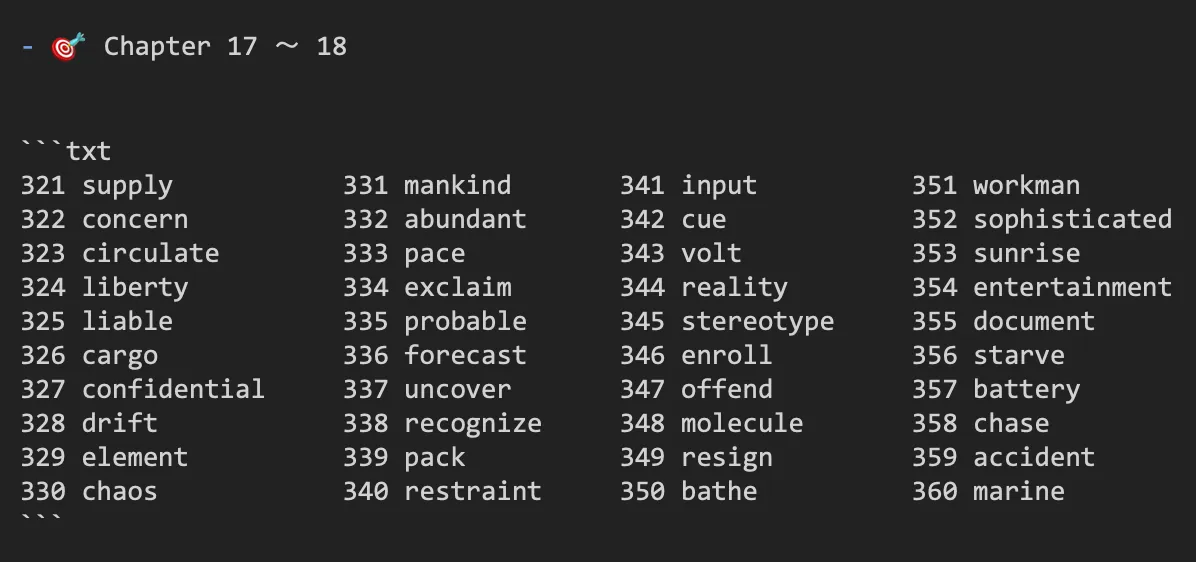 - 🎯 Chapter 17 ～ 18
```txt
321 supply 331 mankind 341 input 351 workman
322 concern 332 abundant 342 cue 352 sophisticated
323 circulate 333 pace 343 volt 353 sunrise
324 liberty 334 exclaim 344 reality 354 entertainment
325 liable 335 probable 345 stereotype 355 document
326 cargo 336 forecast 346 enroll 356 starve
327 confidential 337 uncover 347 offend 357 battery
328 drift 338 recognize 348 molecule 358 chase
329 element 339 pack 349 resign 359 accident
330 chaos 340 restraint 350 bathe 360 marine
```